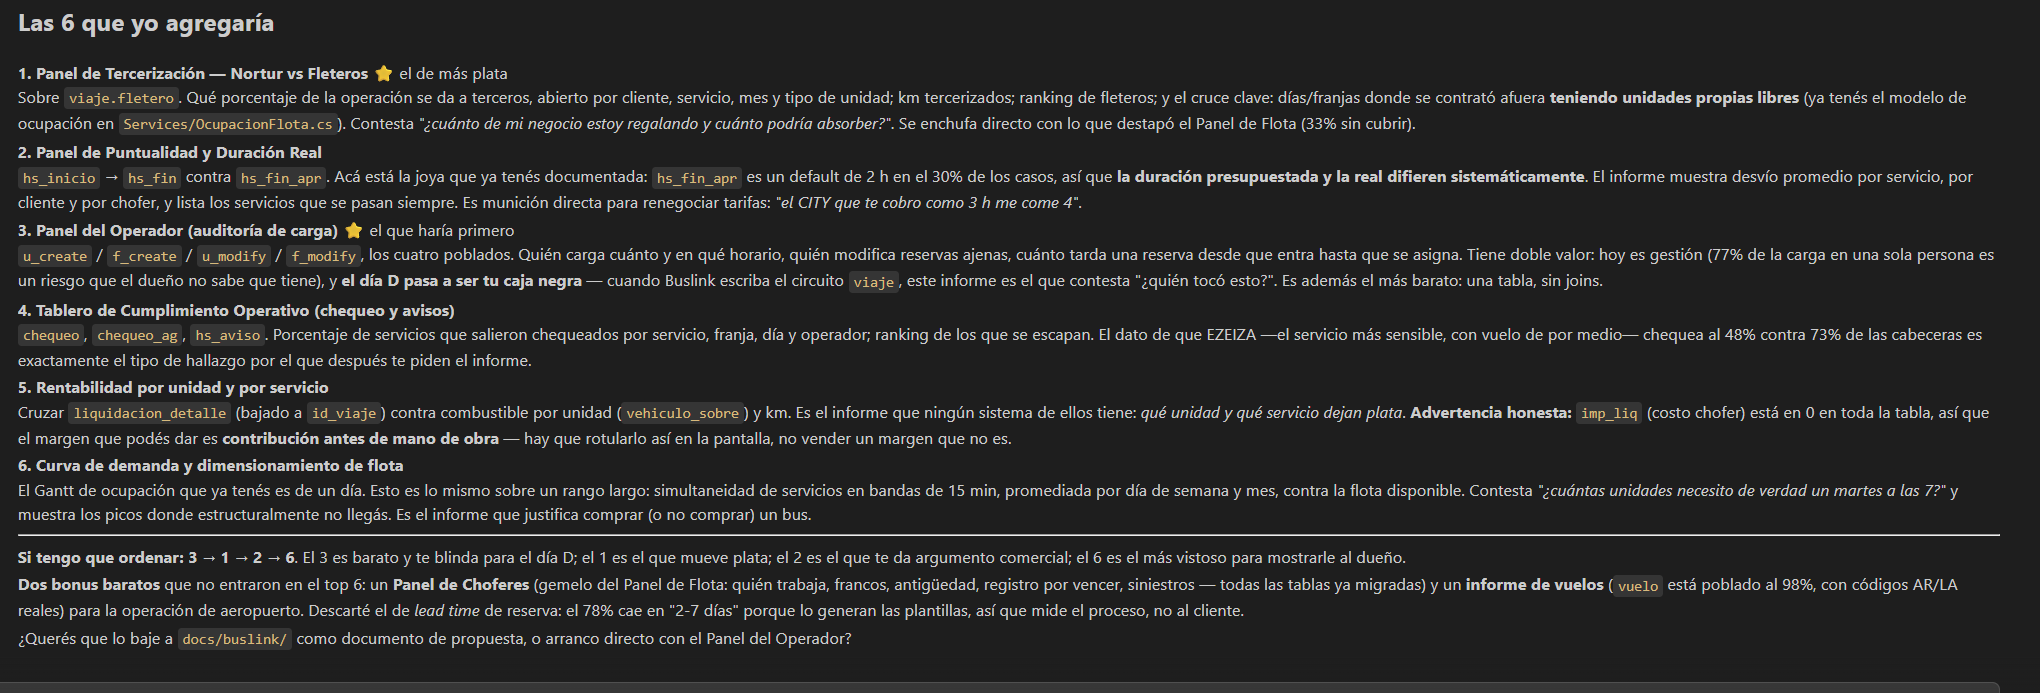 Las 6 que yo agregaría
1. Panel de Tercerización — Nortur vs Fleteros ⭐ el de más plata
Sobre viaje.fletero. Qué porcentaje de la operación se da a terceros, abierto por cliente, servicio, mes y tipo de unidad; km tercerizados; ranking de fleteros; y el cruce clave: días/franjas donde se contrató afuera teniendo unidades propias libres (ya tenés el modelo de
ocupación en Services/OcupacionFlota.cs). Contesta "¿cuánto de mi negocio estoy regalando y cuánto podría absorber?". Se enchufa directo con lo que destapó el Panel de Flota (33% sin cubrir).
2. Panel de Puntualidad y Duración Real
hs_inicio → hs_fin contra hs_fin_apr. Acá está la joya que ya tenés documentada: hs_fin_apr es un default de 2 h en el 30% de los casos, así que la duración presupuestada y la real difieren sistemáticamente. El informe muestra desvío promedio por servicio, por
cliente y por chofer, y lista los servicios que se pasan siempre. Es munición directa para renegociar tarifas: "el CITY que te cobro como 3 h me come 4".
3. Panel del Operador (auditoría de carga) ⭐ el que haría primero
u_create / f_create / u_modify / f_modify, los cuatro poblados. Quién carga cuánto y en qué horario, quién modifica reservas ajenas, cuánto tarda una reserva desde que entra hasta que se asigna. Tiene doble valor: hoy es gestión (77% de la carga en una sola persona es
un riesgo que el dueño no sabe que tiene), y el día D pasa a ser tu caja negra — cuando Buslink escriba el circuito viaje, este informe es el que contesta "¿quién tocó esto?". Es además el más barato: una tabla, sin joins.
4. Tablero de Cumplimiento Operativo (chequeo y avisos)
chequeo, chequeo_ag, hs_aviso. Porcentaje de servicios que salieron chequeados por servicio, franja, día y operador; ranking de los que se escapan. El dato de que EZEIZA —el servicio más sensible, con vuelo de por medio— chequea al 48% contra 73% de las cabeceras es
exactamente el tipo de hallazgo por el que después te piden el informe.
5. Rentabilidad por unidad y por servicio
Cruzar liquidacion_detalle (bajado a id_viaje) contra combustible por unidad (vehiculo_sobre) y km. Es el informe que ningún sistema de ellos tiene: qué unidad y qué servicio dejan plata. Advertencia honesta: imp_liq (costo chofer) está en 0 en toda la tabla, así que
el margen que podés dar es contribución antes de mano de obra — hay que rotularlo así en la pantalla, no vender un margen que no es.
6. Curva de demanda y dimensionamiento de flota
El Gantt de ocupación que ya tenés es de un día. Esto es lo mismo sobre un rango largo: simultaneidad de servicios en bandas de 15 min, promediada por día de semana y mes, contra la flota disponible. Contesta "¿cuántas unidades necesito de verdad un martes a las 7?" y
muestra los picos donde estructuralmente no llegás. Es el informe que justifica comprar (o no comprar) un bus.
Si tengo que ordenar: 3 → 1 → 2 → 6. El 3 es barato y te blinda para el día D; el 1 es el que mueve plata; el 2 es el que te da argumento comercial; el 6 es el más vistoso para mostrarle al dueño.
Dos bonus baratos que no entraron en el top 6: un Panel de Choferes (gemelo del Panel de Flota: quién trabaja, francos, antigüedad, registro por vencer, siniestros — todas las tablas ya migradas) y un informe de vuelos (vuelo está poblado al 98%, con códigos AR/LA
reales) para la operación de aeropuerto. Descarté el de lead time de reserva: el 78% cae en "2-7 días" porque lo generan las plantillas, así que mide el proceso, no al cliente.
¿Querés que lo baje a docs/buslink/ como documento de propuesta, o arranco directo con el Panel del Operador?